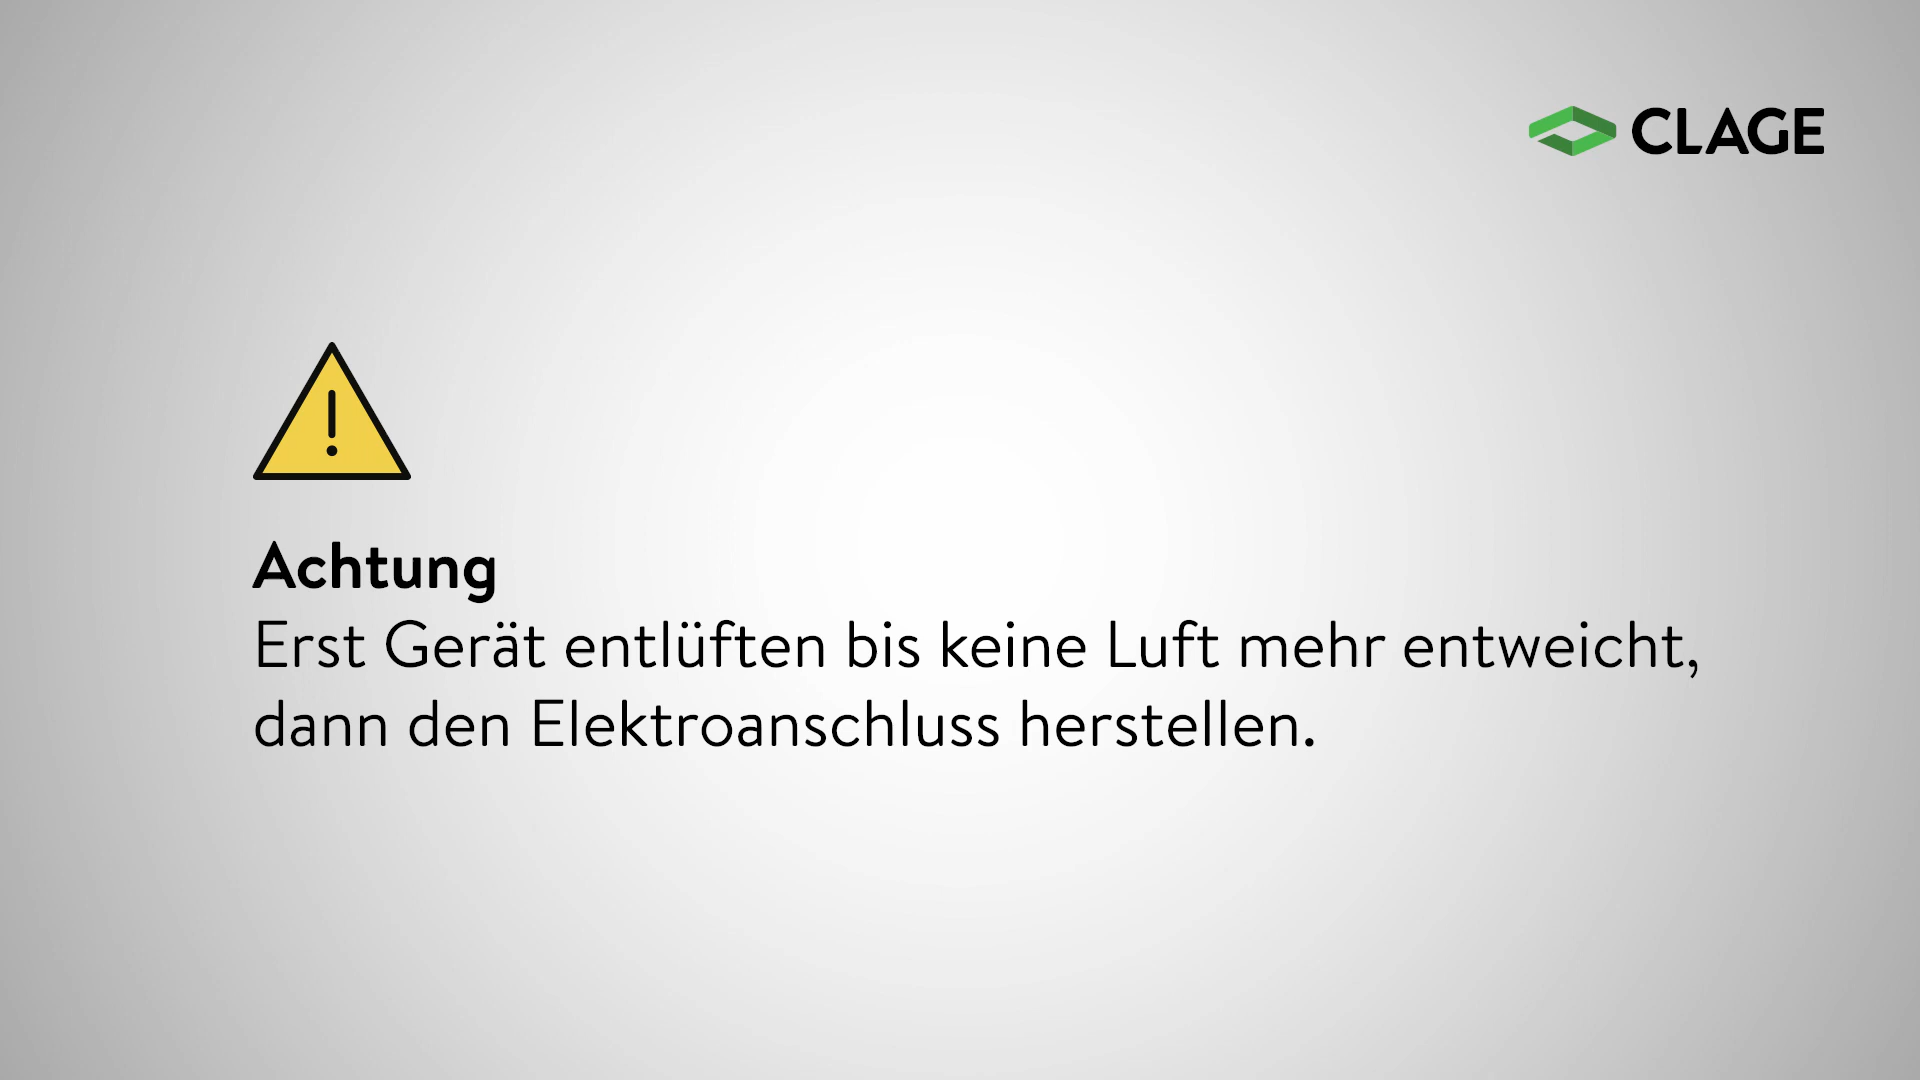 CLAGE
Achtung
Erst Gerät entlüften bis keine Luft mehr entweicht,
dann den Elektroanschluss herstellen.